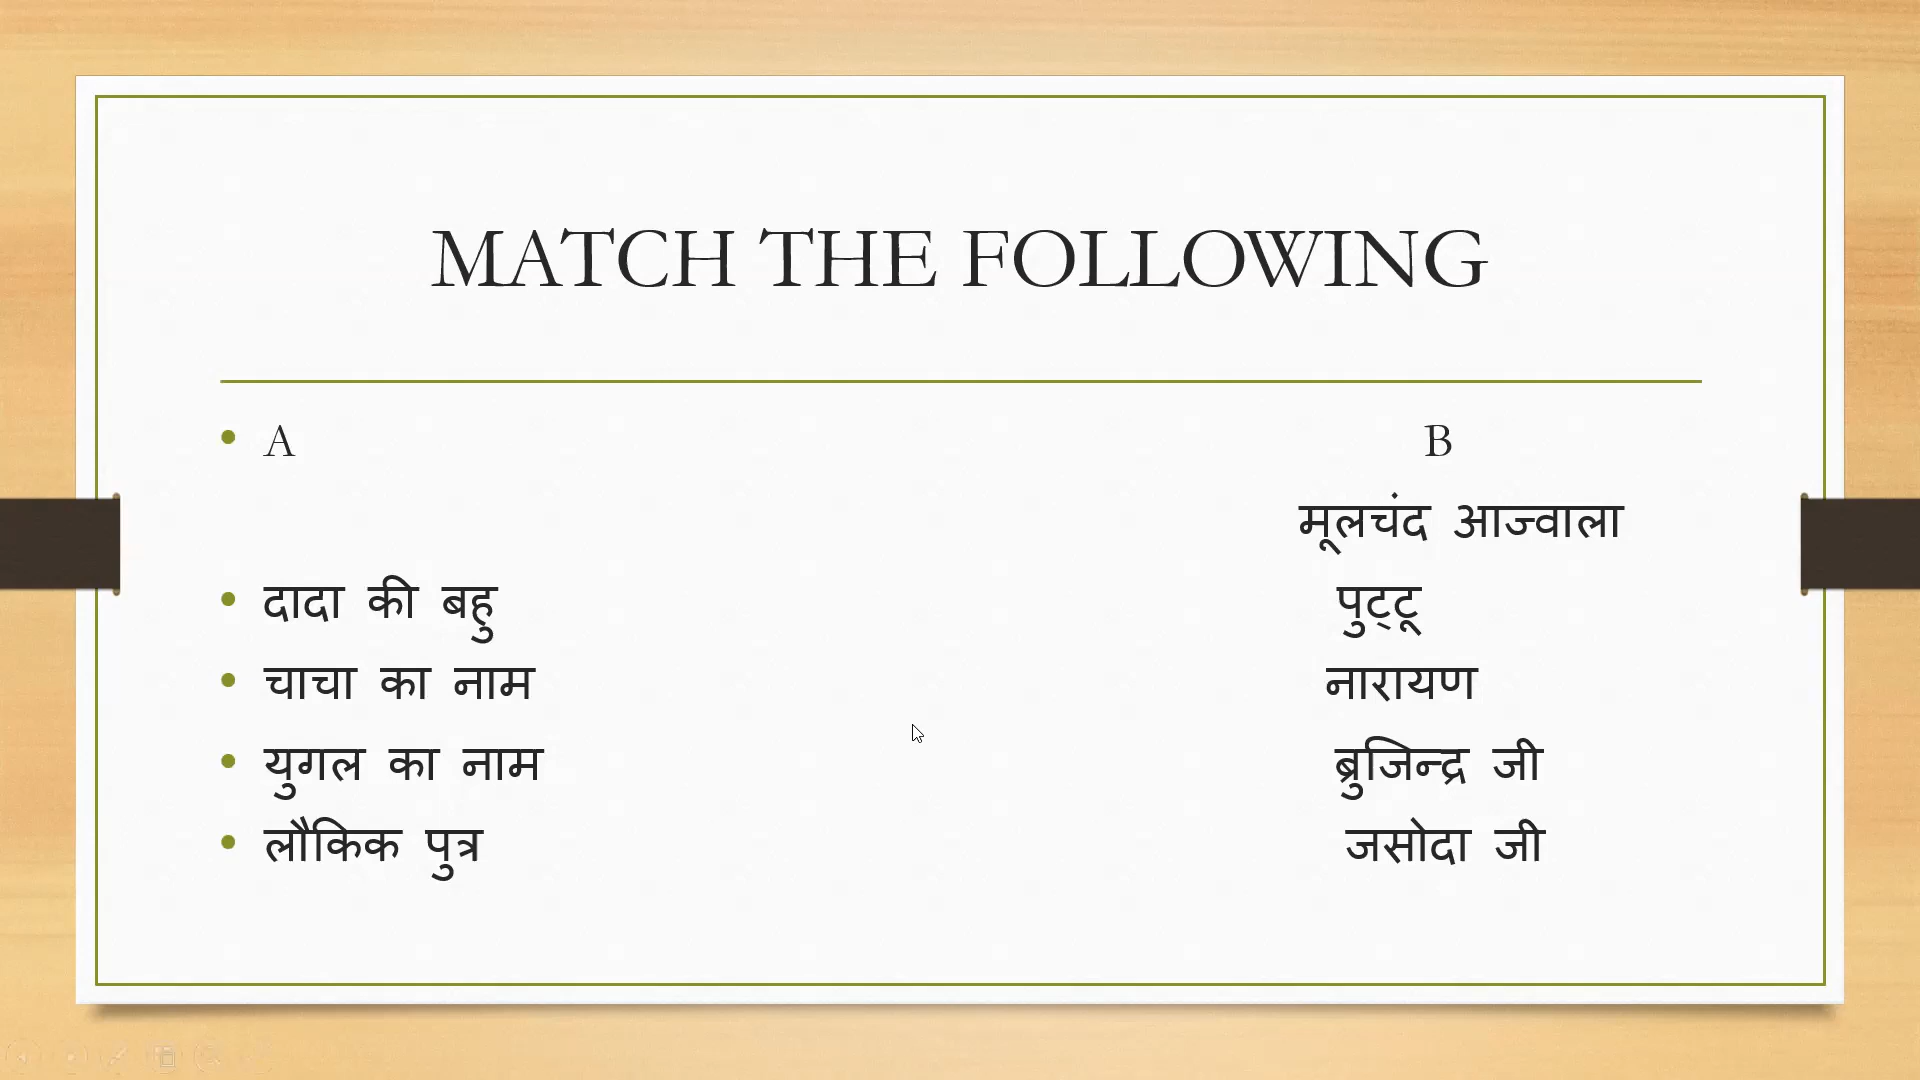 MATCH THE FOLLOWING
A B
मूलचंद आज्वाला
दादा की बहु पुट्टू
चाचा का नाम नारायण
युगल का नाम ब्रुजिन्द्र जी
लौकिक पुत्र जसोदा जी